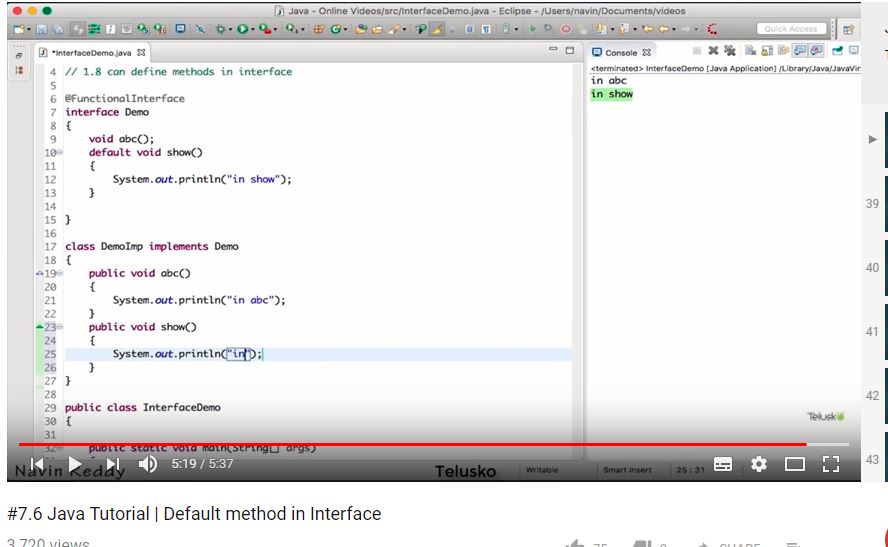 Java - Online Videos/src/InterfaceDemo.java - Eclipse - /Users/navin/Documents/videos
Quick Access
*InterfaceDemo.java
4 // 1.8 can define methods in interface
5
6 @FunctionalInterface
7 interface Demo
8 {
9 void abc();
10 default void show()
11 {
12 System.out.println("in show");
13 }
14
15 }
16
17 class DemoImp implements Demo
18 {
19 public void abc()
20 {
21 System.out.println("in abc");
22 }
23 public void show()
24 {
25 System.out.println("in");
26 }
27 }
28
29 public class InterfaceDemo
30 {
31
32 public static void main(String[] args)
Console
<terminated> InterfaceDemo [Java Application] /Library/Java/JavaVir
in abc
in show
Telusko
5:19 / 5:37
Navin Reddy
Telusko
Writable
Smart Insert
25 : 31
39
40
41
42
43
#7.6 Java Tutorial | Default method in Interface
3,720 views
75
SHARE